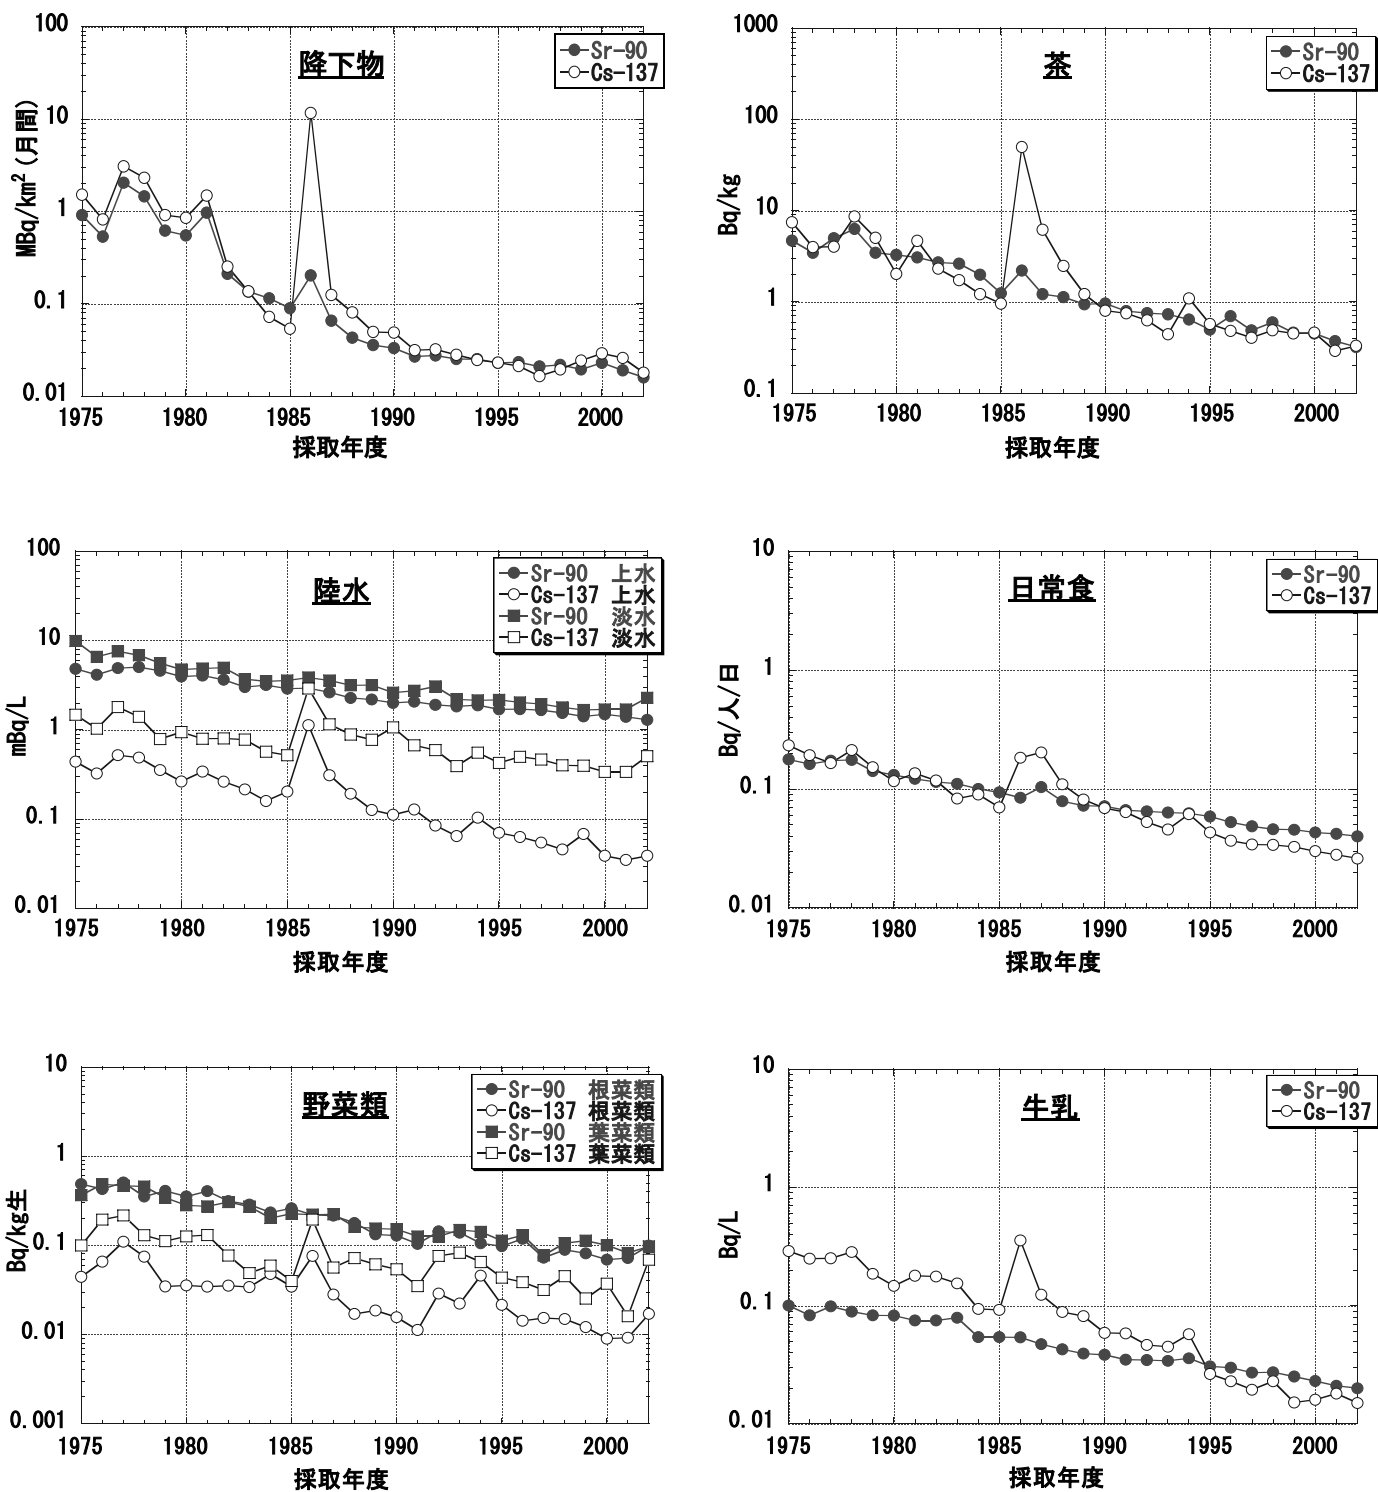 降下物
Sr-90
Cs-137
MBq/km²(月間)
100
10
1
0.1
0.01
1975 1980 1985 1990 1995 2000
採取年度
茶
Sr-90
Cs-137
Bq/kg
1000
100
10
1
0.1
1975 1980 1985 1990 1995 2000
採取年度
陸水
Sr-90 上水
Cs-137 上水
Sr-90 淡水
Cs-137 淡水
mBq/L
100
10
1
0.1
0.01
1975 1980 1985 1990 1995 2000
採取年度
日常食
Sr-90
Cs-137
Bq/人/日
10
1
0.1
0.01
1975 1980 1985 1990 1995 2000
採取年度
野菜類
Sr-90 根菜類
Cs-137 根菜類
Sr-90 葉菜類
Cs-137 葉菜類
Bq/kg生
10
1
0.1
0.01
0.001
1975 1980 1985 1990 1995 2000
採取年度
牛乳
Sr-90
Cs-137
Bq/L
10
1
0.1
0.01
1975 1980 1985 1990 1995 2000
採取年度